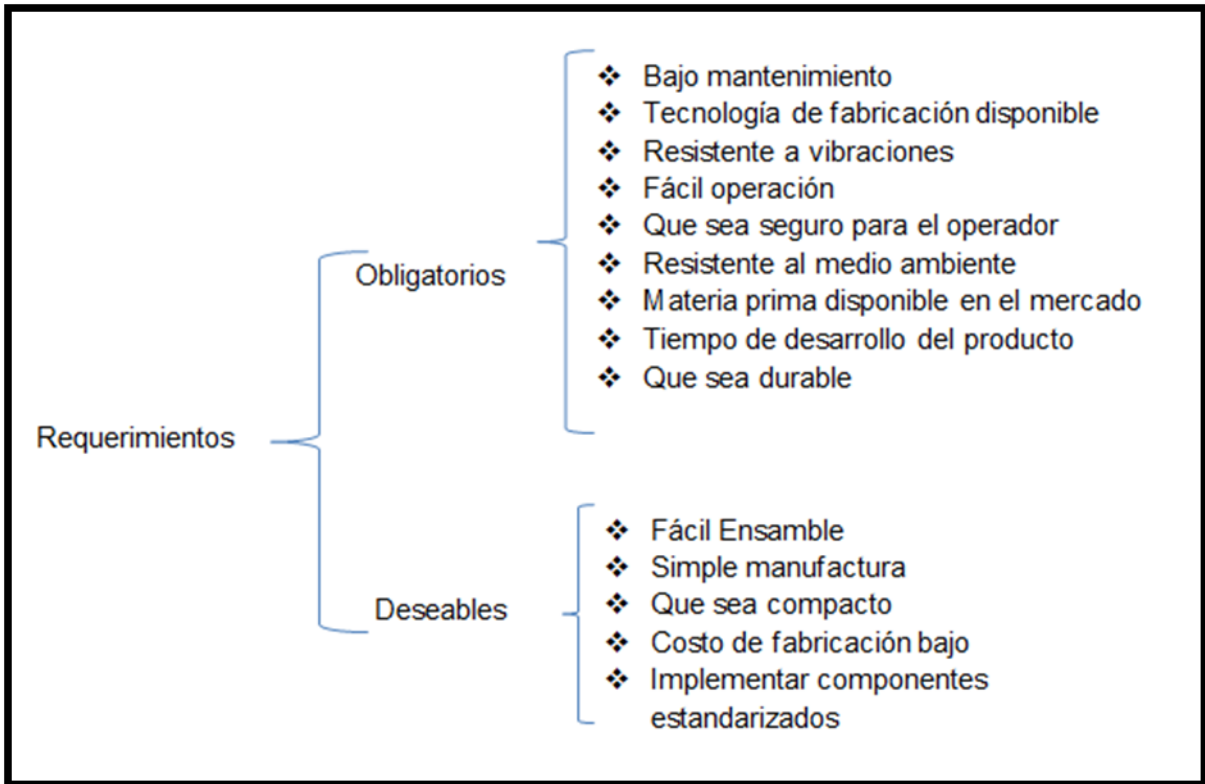 Requerimientos
Obligatorios
❖ Bajo mantenimiento
❖ Tecnología de fabricación disponible
❖ Resistente a vibraciones
❖ Fácil operación
❖ Que sea seguro para el operador
❖ Resistente al medio ambiente
❖ Materia prima disponible en el mercado
❖ Tiempo de desarrollo del producto
❖ Que sea durable
Deseables
❖ Fácil Ensamble
❖ Simple manufactura
❖ Que sea compacto
❖ Costo de fabricación bajo
❖ Implementar componentes
estandarizados